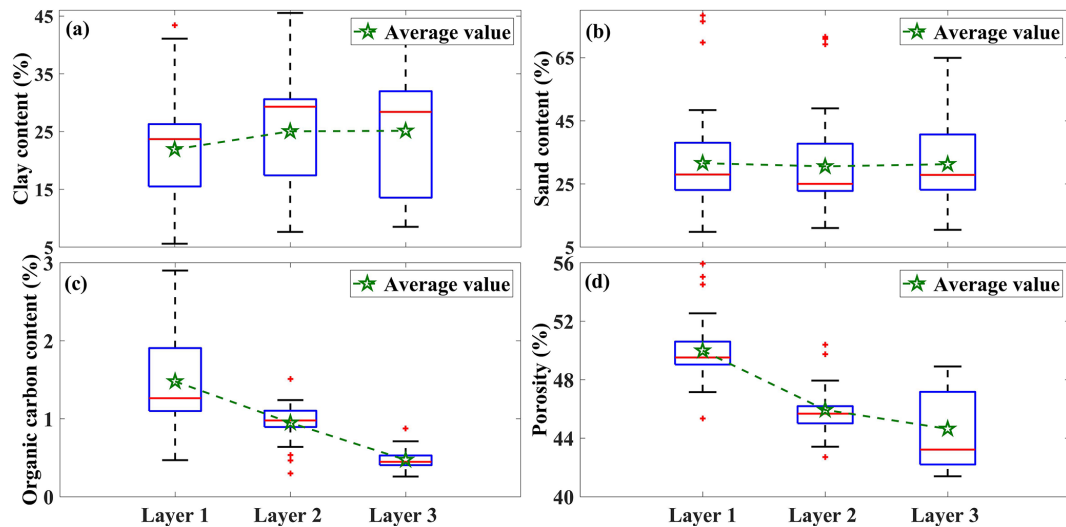 (a)
Average value
Clay content (%)
45
35
25
15
5
(b)
Average value
Sand content (%)
65
45
25
5
(c)
Average value
Organic carbon content (%)
3
2
1
0
Layer 1 Layer 2 Layer 3
(d)
Average value
Porosity (%)
56
52
48
44
40
Layer 1 Layer 2 Layer 3